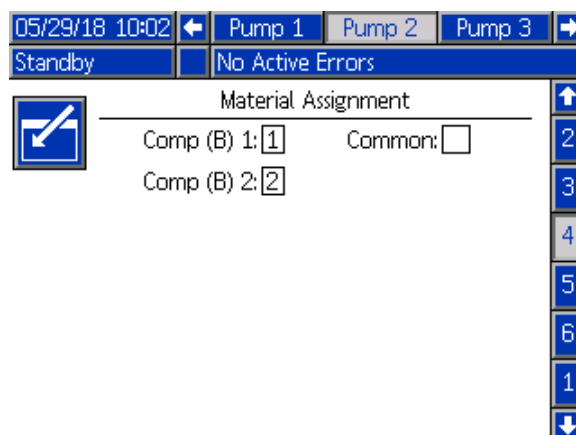 05/29/18 10:02 Pump 1 Pump 2 Pump 3
Standby No Active Errors
Material Assignment
Comp (B) 1: 1 Common:
Comp (B) 2: 2
2
3
4
5
6
1